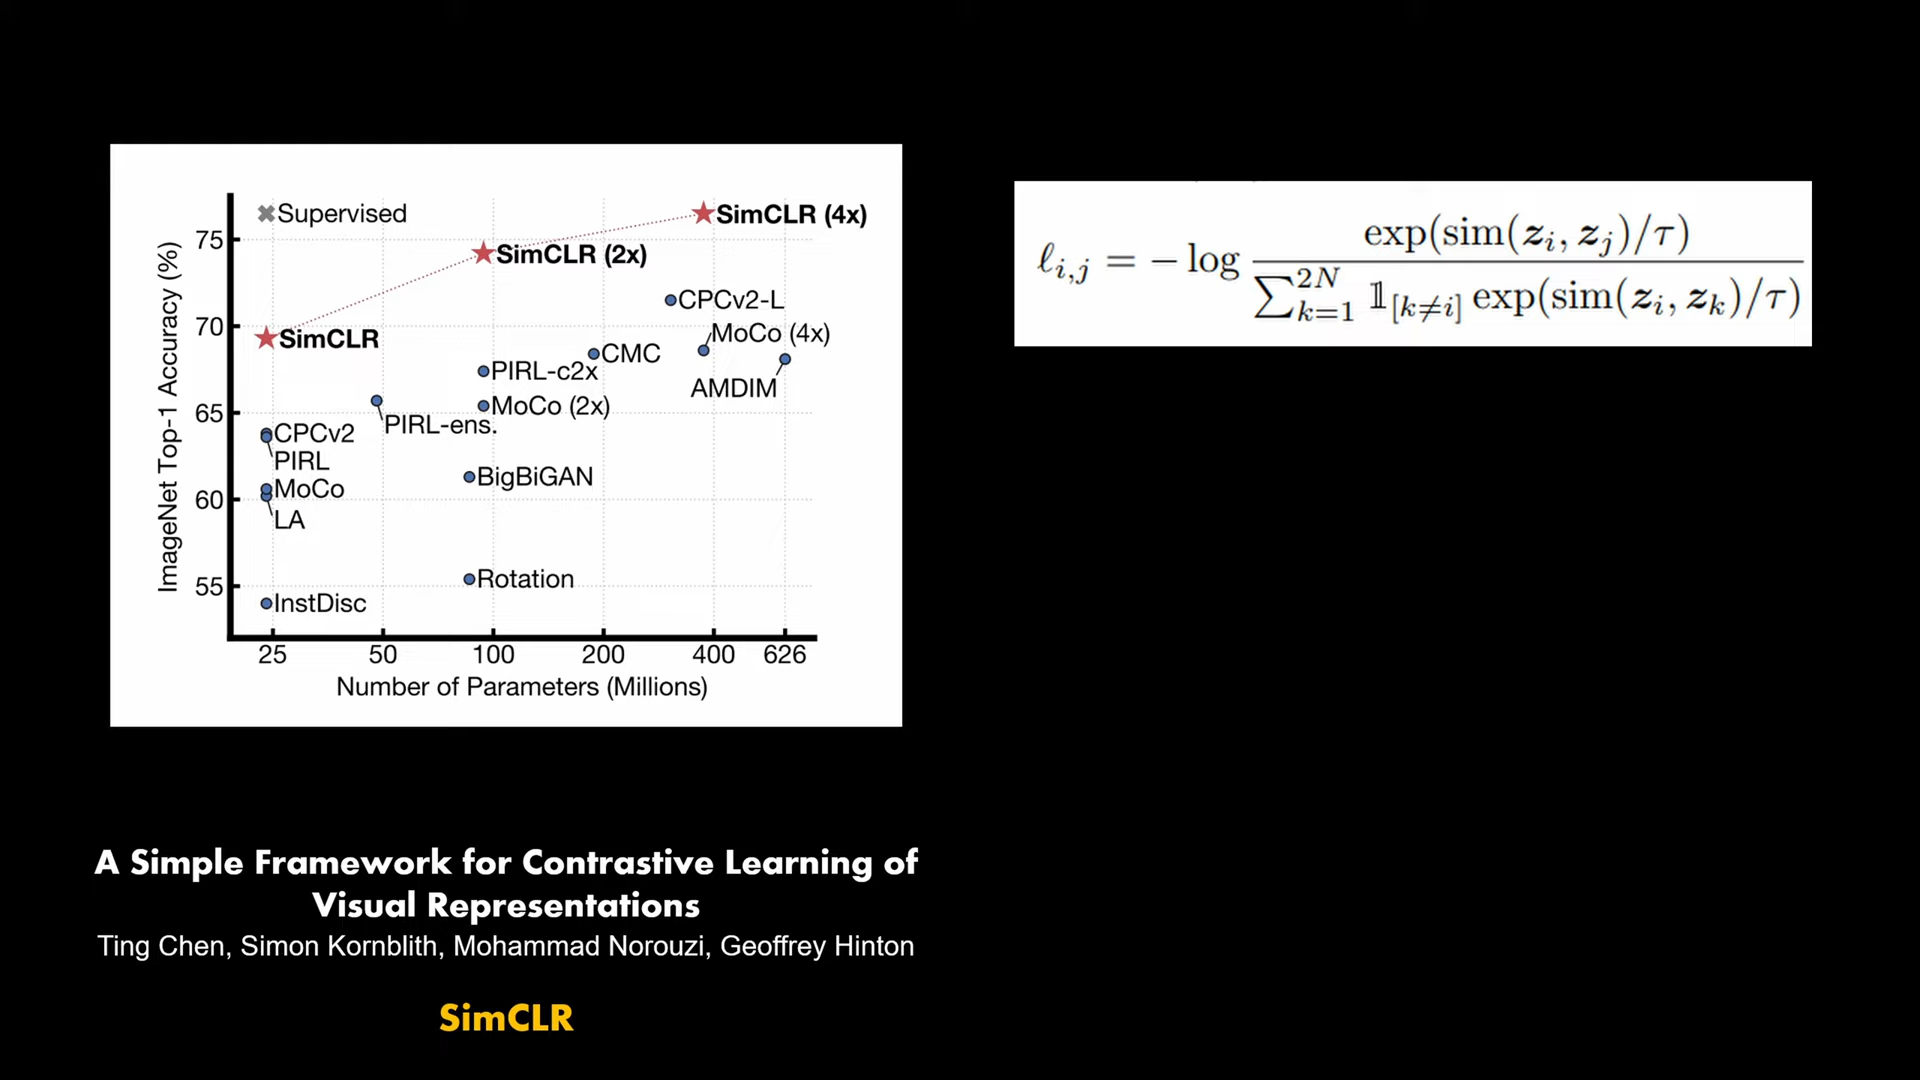 Supervised
SimCLR (4x)
75
SimCLR (2x)
CPCv2-L
70
MoCo (4x)
SimCLR
CMC
PIRL-c2x
AMDIM
65
MoCo (2x)
PIRL-ens.
CPCv2
PIRL
BigBiGAN
MoCo
60
LA
Rotation
55
InstDisc
25 50 100 200 400 626
Number of Parameters (Millions)
ImageNet Top-1 Accuracy (%)
ℓ_{i,j} = − log \frac{exp(sim(z_i, z_j)/τ)}{∑_{k=1}^{2N} 𝟙_{[k≠i]} exp(sim(z_i, z_k)/τ)}
A Simple Framework for Contrastive Learning of
Visual Representations
Ting Chen, Simon Kornblith, Mohammad Norouzi, Geoffrey Hinton
SimCLR